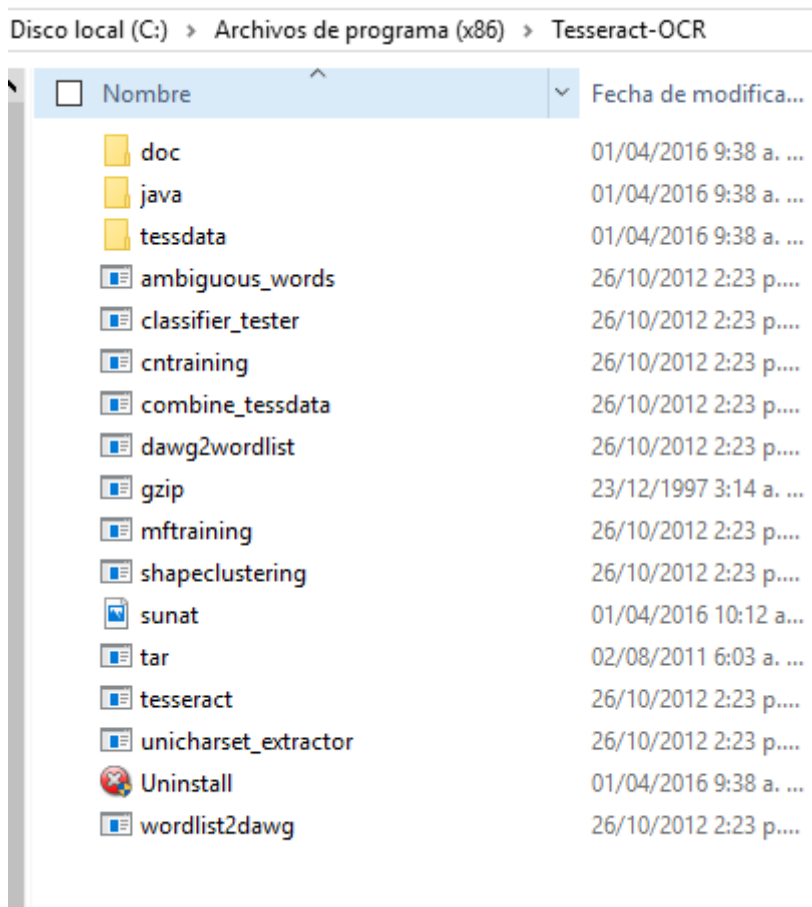 Disco local (C:) > Archivos de programa (x86) > Tesseract-OCR
Nombre Fecha de modifica...
doc 01/04/2016 9:38 a. ...
java 01/04/2016 9:38 a. ...
tessdata 01/04/2016 9:38 a. ...
ambiguous_words 26/10/2012 2:23 p....
classifier_tester 26/10/2012 2:23 p....
cntraining 26/10/2012 2:23 p....
combine_tessdata 26/10/2012 2:23 p....
dawg2wordlist 26/10/2012 2:23 p....
gzip 23/12/1997 3:14 a. ...
mftraining 26/10/2012 2:23 p....
shapeclustering 26/10/2012 2:23 p....
sunat 01/04/2016 10:12 a...
tar 02/08/2011 6:03 a. ...
tesseract 26/10/2012 2:23 p....
unicharset_extractor 26/10/2012 2:23 p....
Uninstall 01/04/2016 9:38 a. ...
wordlist2dawg 26/10/2012 2:23 p....